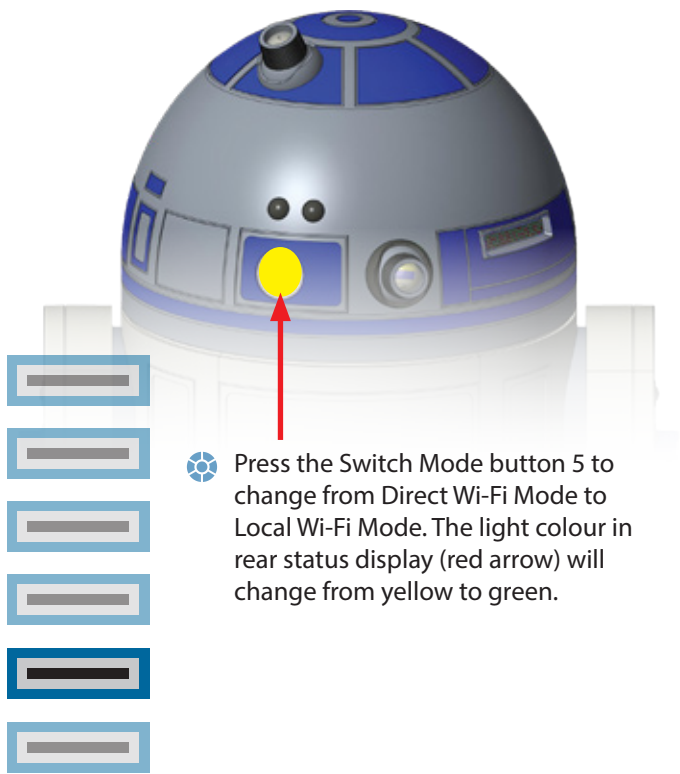 Press the Switch Mode button 5 to
change from Direct Wi-Fi Mode to
Local Wi-Fi Mode. The light colour in
rear status display (red arrow) will
change from yellow to green.